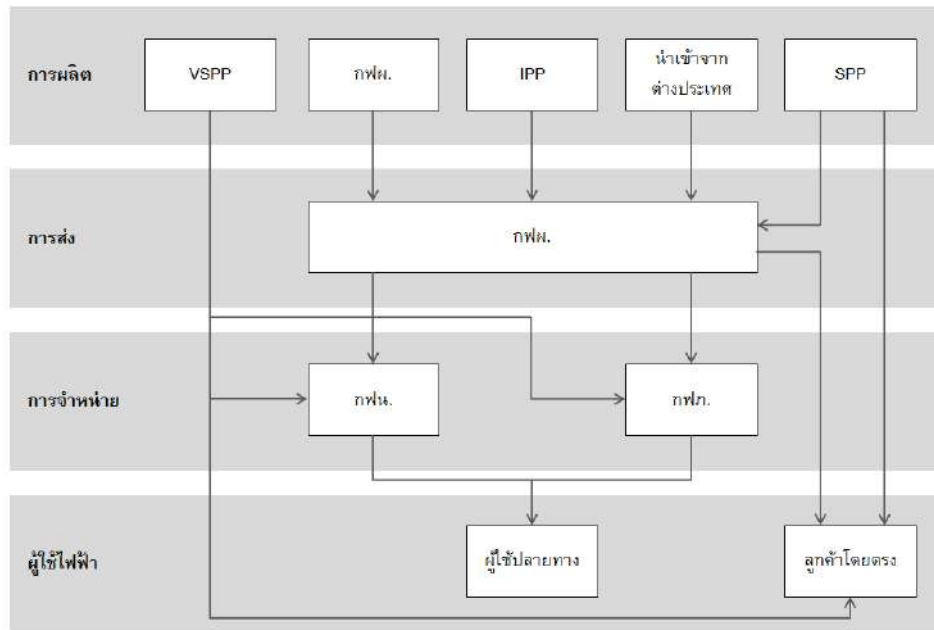 การผลิต
VSPP
กฟผ.
IPP
นำเข้าจาก
ต่างประเทศ
SPP
การส่ง
กฟผ.
การจำหน่าย
กฟน.
กฟภ.
ผู้ใช้ไฟฟ้า
ผู้ใช้ปลายทาง
ลูกค้าโดยตรง